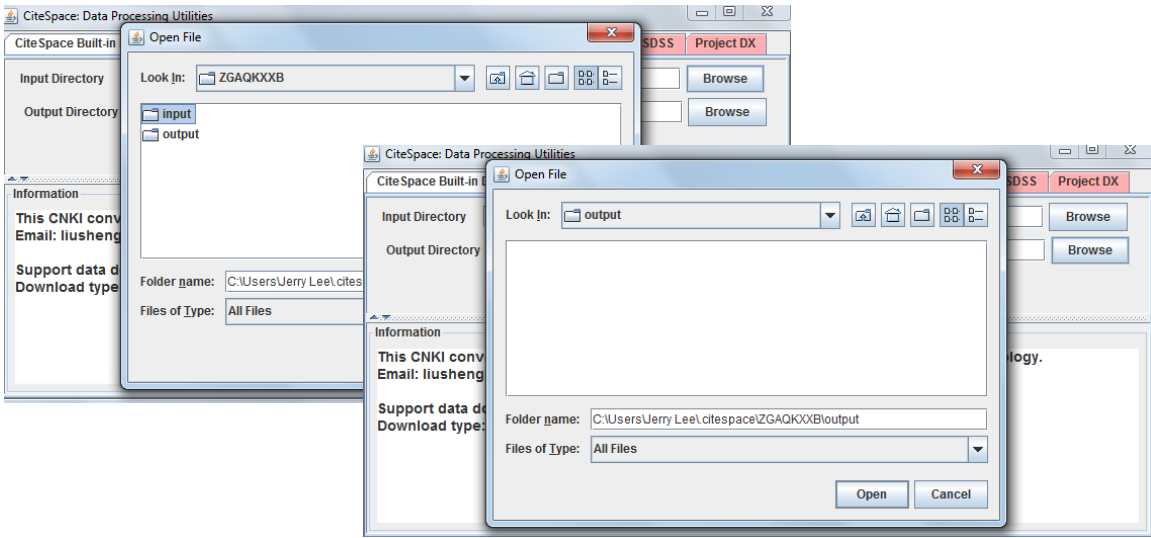 CiteSpace: Data Processing Utilities
CiteSpace Built-in
Open File
SDSS
Project DX
Input Directory
Look In:
ZGAQKXXB
Browse
Output Directory
input
Browse
output
Information
This CNKI conv
Email: liusheng
Support data d
Download type
Folder name:
C:\Users\Jerry Lee\.cites
Files of Type:
All Files
CiteSpace: Data Processing Utilities
CiteSpace Built-in D
Open File
SDSS
Project DX
Input Directory
Look In:
output
Browse
Output Directory
Browse
Information
This CNKI conv
ology.
Email: liusheng
Support data do
Download type:
Folder name:
C:\Users\Jerry Lee\.citespace\ZGAQKXXB\output
Files of Type:
All Files
Open
Cancel